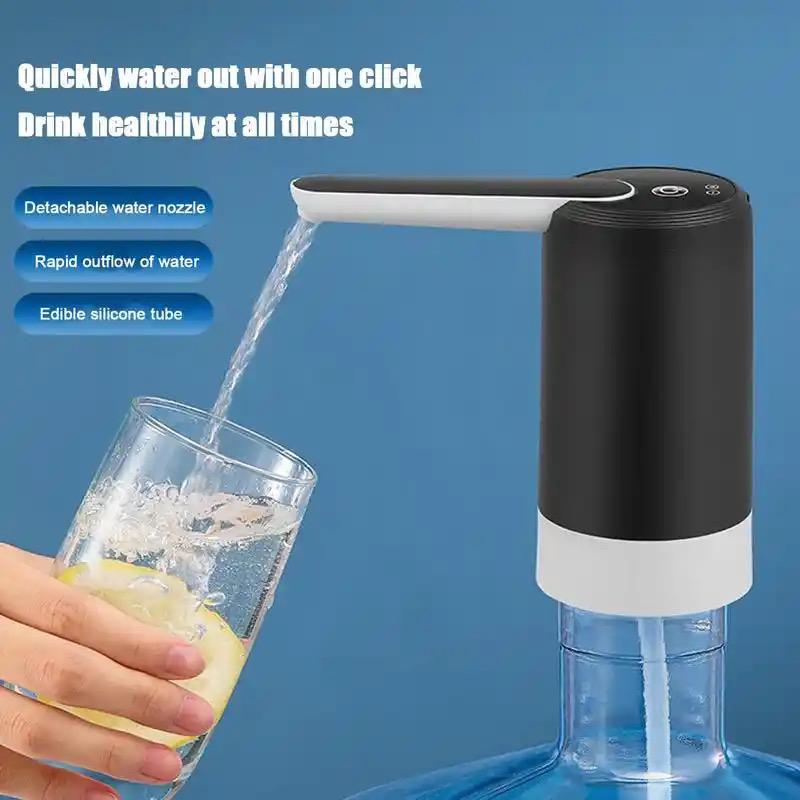 Quickly water out with one click
Drink healthily at all times
Detachable water nozzle
Rapid outflow of water
Edible silicone tube